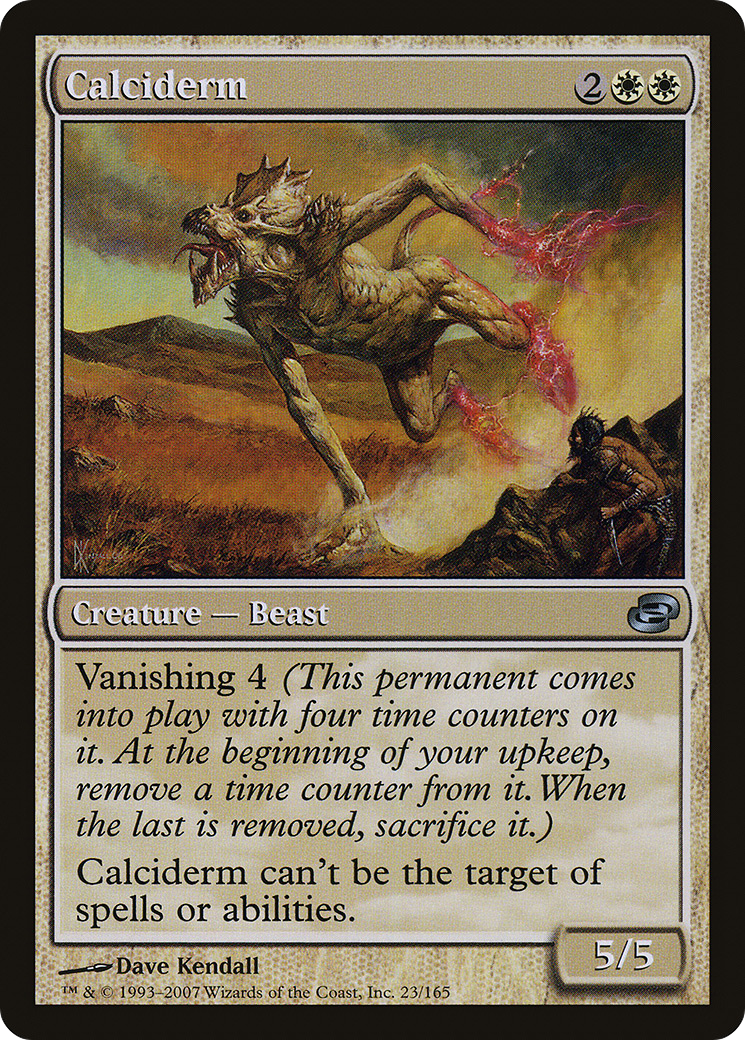 Calciderm 2
Creature — Beast
Vanishing 4 (This permanent comes
into play with four time counters on
it. At the beginning of your upkeep,
remove a time counter from it. When
the last is removed, sacrifice it.)
Calciderm can't be the target of
spells or abilities.
5/5
Dave Kendall
™ & © 1993–2007 Wizards of the Coast, Inc. 23/165